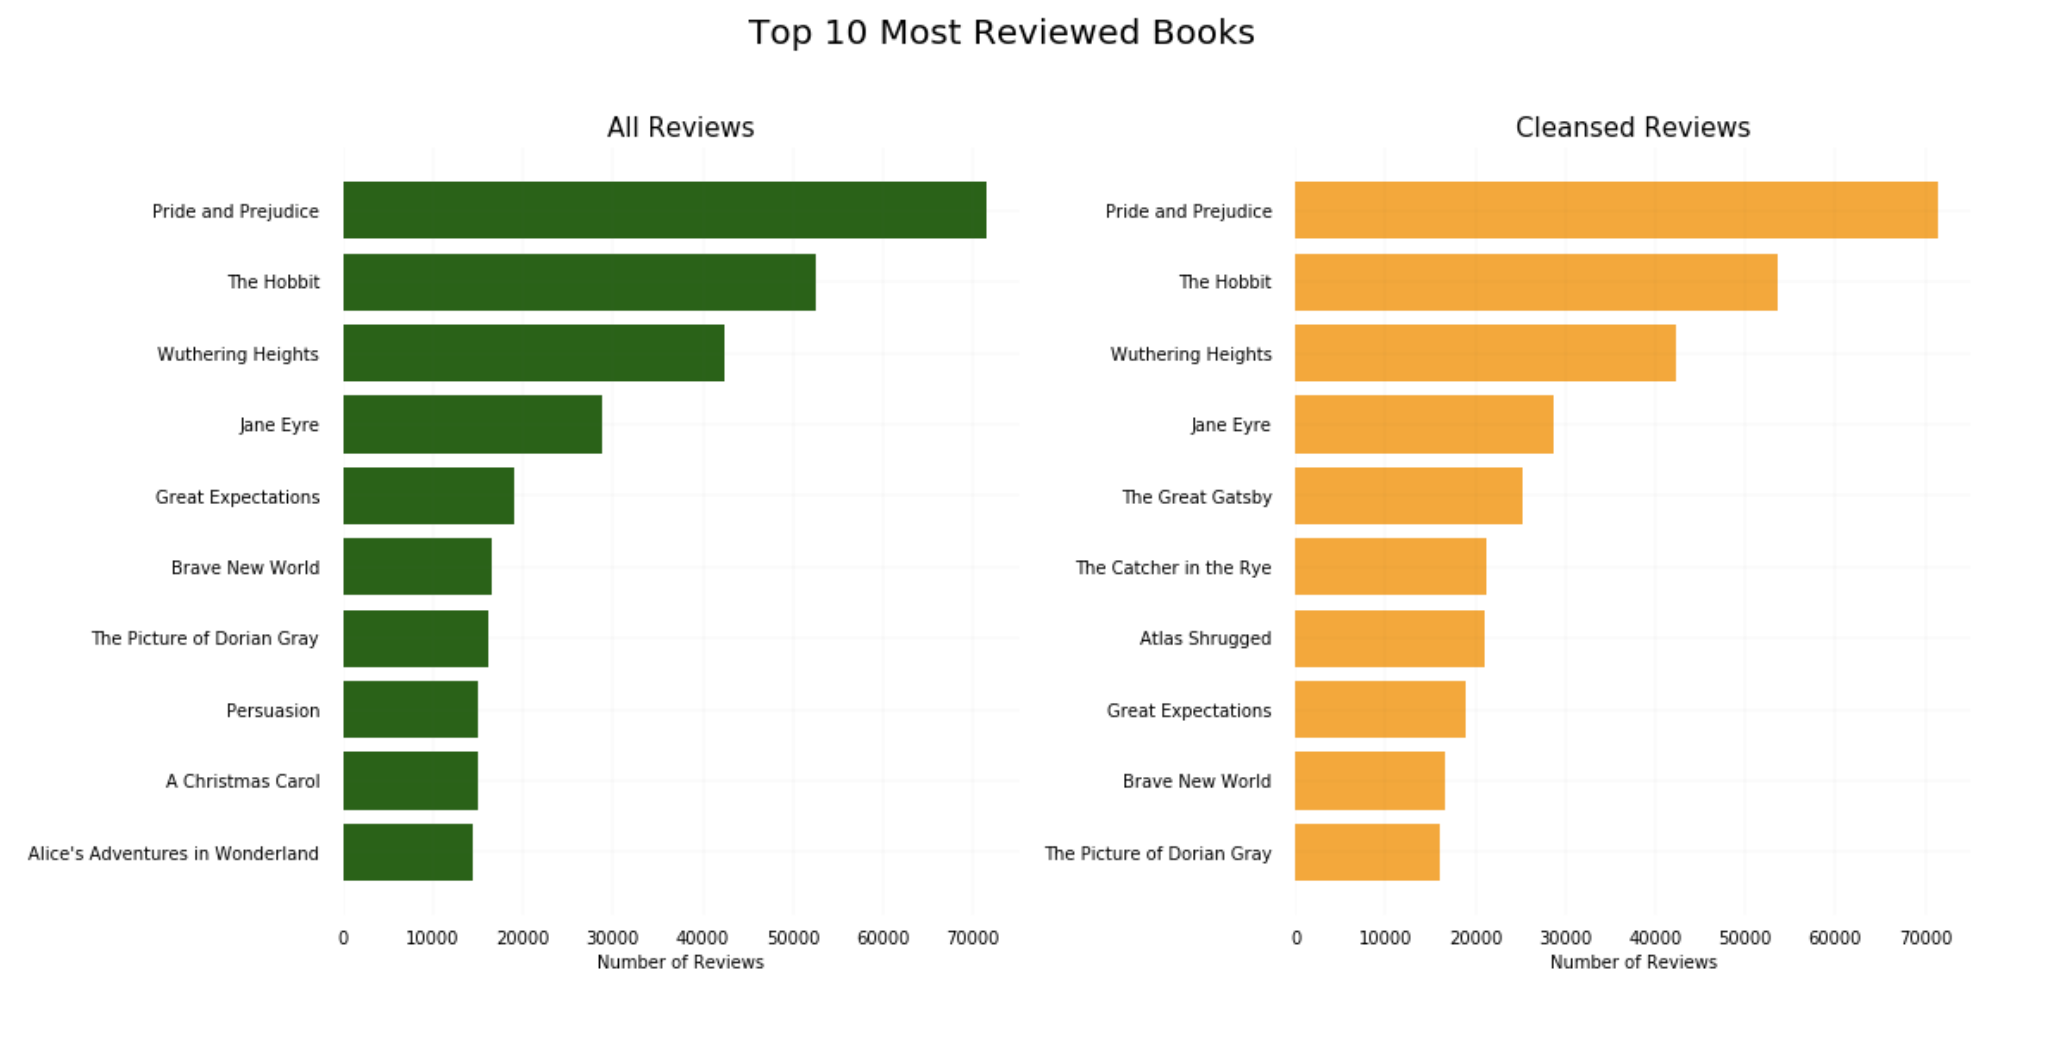 Top 10 Most Reviewed Books
All Reviews
Pride and Prejudice
The Hobbit
Wuthering Heights
Jane Eyre
Great Expectations
Brave New World
The Picture of Dorian Gray
Persuasion
A Christmas Carol
Alice's Adventures in Wonderland
0 10000 20000 30000 40000 50000 60000 70000
Number of Reviews
Cleansed Reviews
Pride and Prejudice
The Hobbit
Wuthering Heights
Jane Eyre
The Great Gatsby
The Catcher in the Rye
Atlas Shrugged
Great Expectations
Brave New World
The Picture of Dorian Gray
0 10000 20000 30000 40000 50000 60000 70000
Number of Reviews